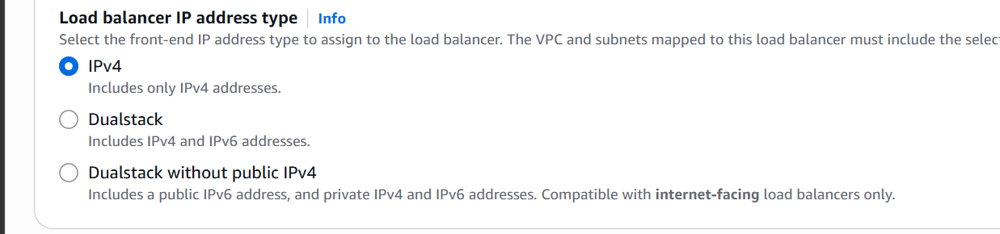 Load balancer IP address type Info
Select the front-end IP address type to assign to the load balancer. The VPC and subnets mapped to this load balancer must include the
IPv4
Includes only IPv4 addresses.
Dualstack
Includes IPv4 and IPv6 addresses.
Dualstack without public IPv4
Includes a public IPv6 address, and private IPv4 and IPv6 addresses. Compatible with internet-facing load balancers only.